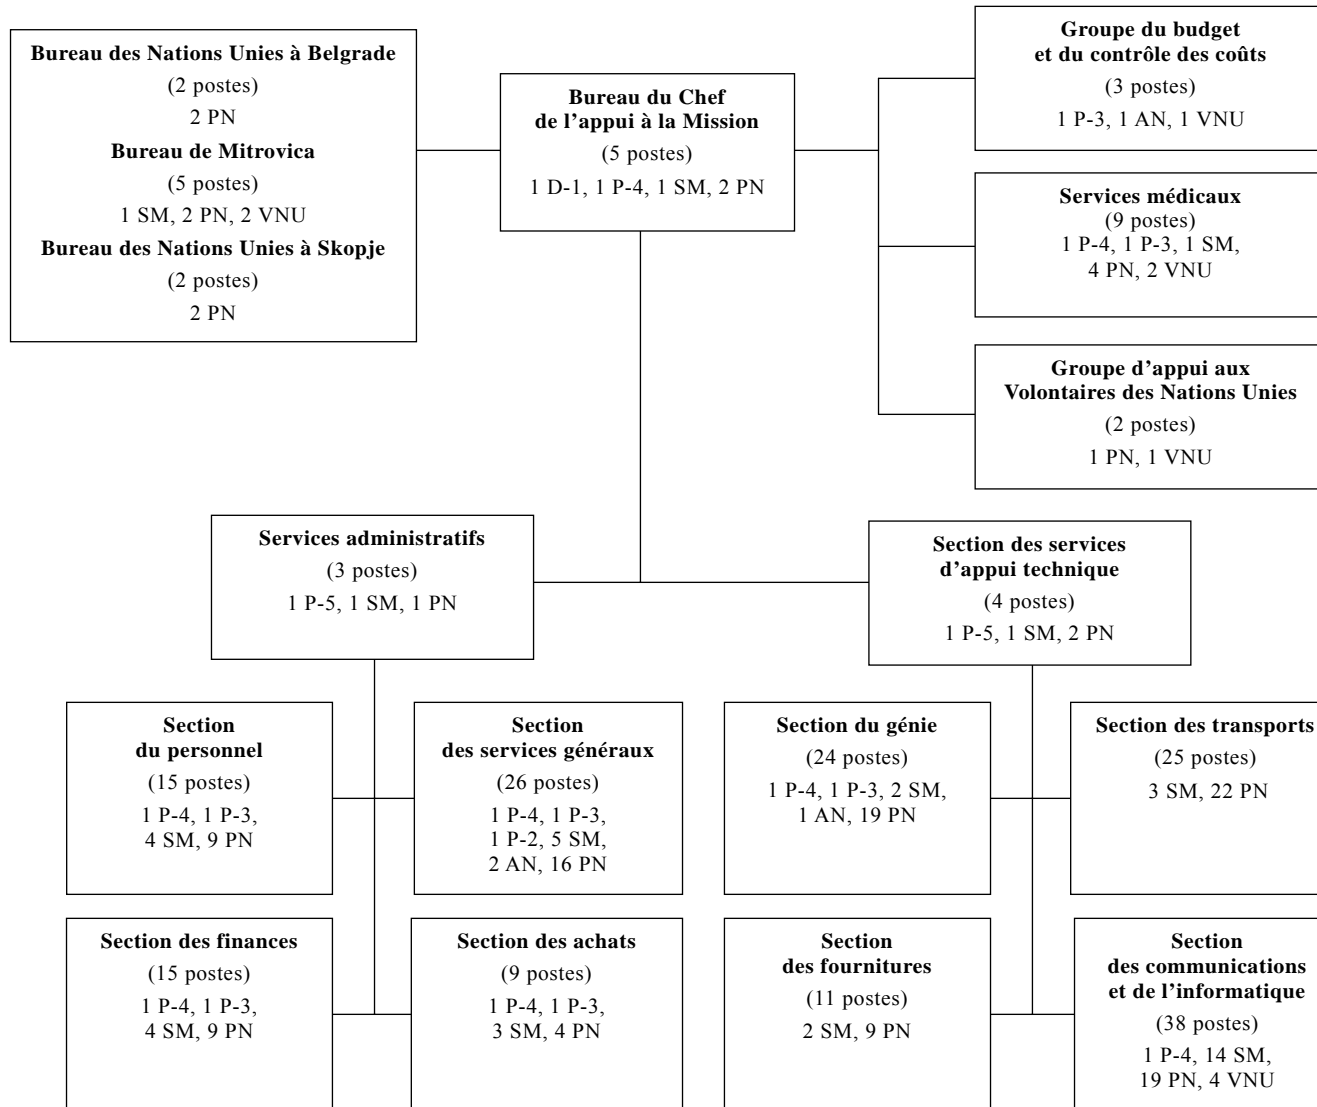 Bureau des Nations Unies à Belgrade
(2 postes)
2 PN
Bureau de Mitrovica
(5 postes)
1 SM, 2 PN, 2 VNU
Bureau des Nations Unies à Skopje
(2 postes)
2 PN
Bureau du Chef
de l’appui à la Mission
(5 postes)
1 D-1, 1 P-4, 1 SM, 2 PN
Groupe du budget
et du contrôle des coûts
(3 postes)
1 P-3, 1 AN, 1 VNU
Services médicaux
(9 postes)
1 P-4, 1 P-3, 1 SM,
4 PN, 2 VNU
Groupe d’appui aux
Volontaires des Nations Unies
(2 postes)
1 PN, 1 VNU
Services administratifs
(3 postes)
1 P-5, 1 SM, 1 PN
Section des services
d’appui technique
(4 postes)
1 P-5, 1 SM, 2 PN
Section
du personnel
(15 postes)
1 P-4, 1 P-3,
4 SM, 9 PN
Section
des services généraux
(26 postes)
1 P-4, 1 P-3,
1 P-2, 5 SM,
2 AN, 16 PN
Section du génie
(24 postes)
1 P-4, 1 P-3, 2 SM,
1 AN, 19 PN
Section des transports
(25 postes)
3 SM, 22 PN
Section des finances
(15 postes)
1 P-4, 1 P-3,
4 SM, 9 PN
Section des achats
(9 postes)
1 P-4, 1 P-3,
3 SM, 4 PN
Section
des fournitures
(11 postes)
2 SM, 9 PN
Section
des communications
et de l’informatique
(38 postes)
1 P-4, 14 SM,
19 PN, 4 VNU